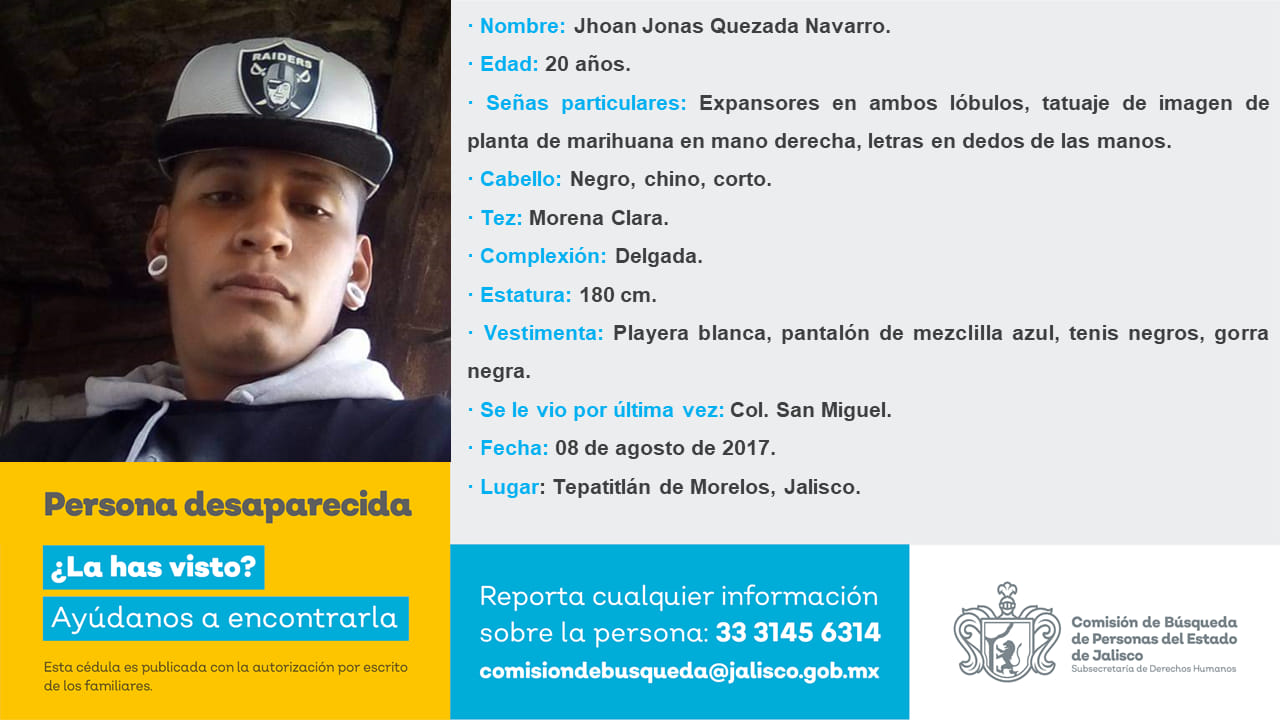 RAIDERS
· Nombre: Jhoan Jonas Quezada Navarro.
· Edad: 20 años.
· Señas particulares: Expansores en ambos lóbulos, tatuaje de imagen de
planta de marihuana en mano derecha, letras en dedos de las manos.
· Cabello: Negro, chino, corto.
· Tez: Morena Clara.
· Complexión: Delgada.
· Estatura: 180 cm.
· Vestimenta: Playera blanca, pantalón de mezclilla azul, tenis negros, gorra
negra.
· Se le vio por última vez: Col. San Miguel.
· Fecha: 08 de agosto de 2017.
· Lugar: Tepatitlán de Morelos, Jalisco.
Persona desaparecida
¿La has visto?
Ayúdanos a encontrarla
Esta cédula es publicada con la autorización por escrito
de los familiares.
Reporta cualquier información
sobre la persona: 33 3145 6314
comisiondebusqueda@jalisco.gob.mx
Comisión de Búsqueda
de Personas del Estado
de Jalisco
Subsecretaría de Derechos Humanos